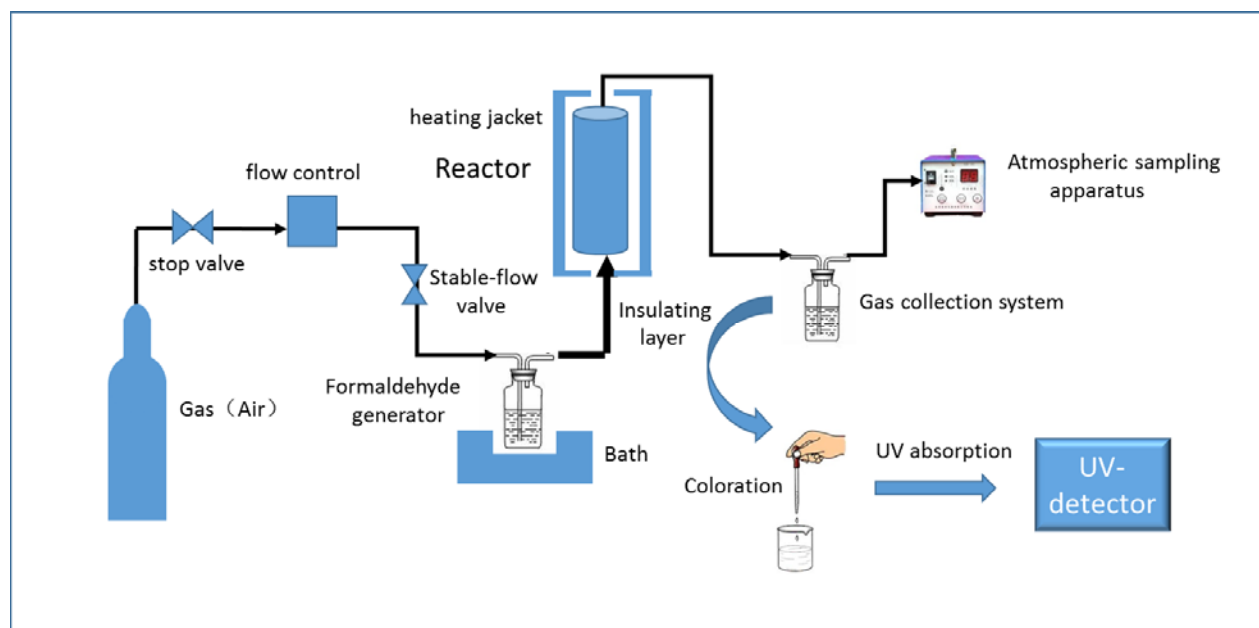 heating jacket
Reactor
flow control
stop valve
Stable-flow
valve
Insulating
layer
Formaldehyde
generator
Gas（Air）
Bath
Atmospheric sampling
apparatus
Gas collection system
Coloration
UV absorption
UV-
detector